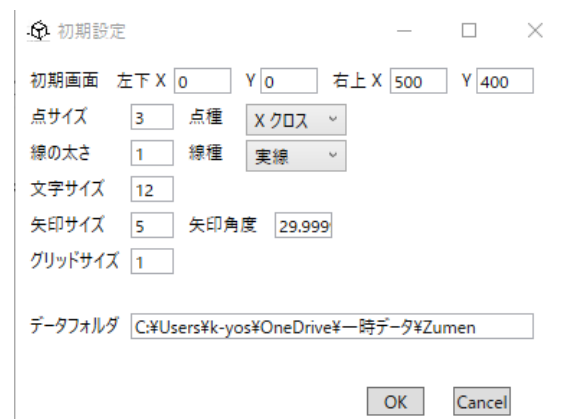 初期設定
初期画面 左下 X 0 Y 0 右上 X 500 Y 400
点サイズ 3 点種 X クロス
線の太さ 1 線種 実線
文字サイズ 12
矢印サイズ 5 矢印角度 29.999
グリッドサイズ 1
データフォルダ C:¥Users¥k-yos¥OneDrive¥一時データ¥Zumen
OK Cancel